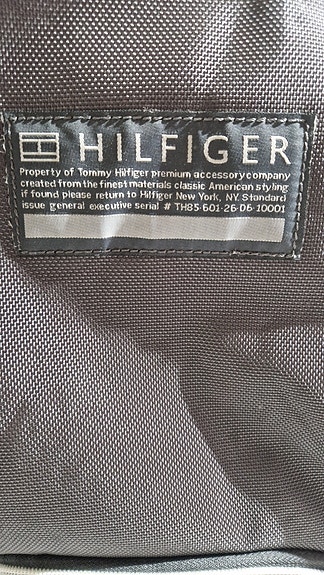 HILFIGER
Property of Tommy Hilfiger premium accessory company
created from the finest materials classic American styling
if found please return to Hilfiger New York, NY. Standard
issue general executive serial # TH85·601·26·D6·10001